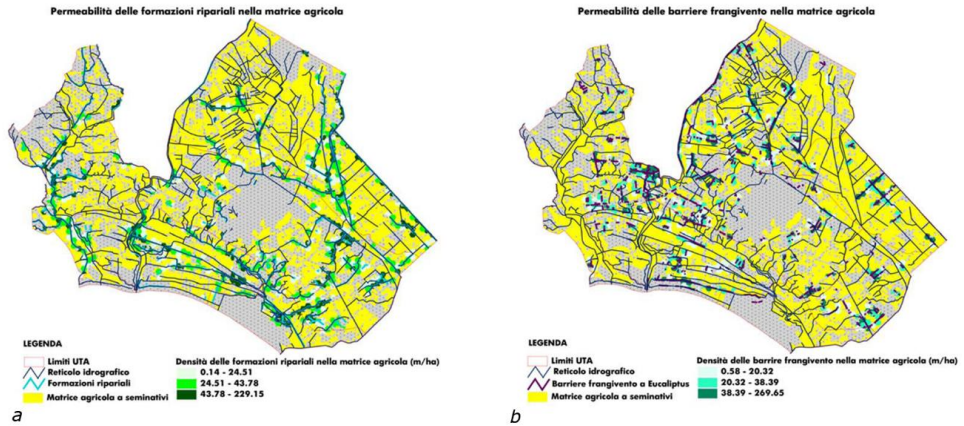 Permeabilità delle formazioni ripariali nella matrice agricola
LEGENDA
Limiti UTA
Reticolo idrografico
Formazioni ripariali
Matrice agricola a seminativi
Densità delle formazioni ripariali nella matrice agricola (m/ha)
0.14 - 24.51
24.51 - 43.78
43.78 - 229.15
a
Permeabilità delle barriere frangivento nella matrice agricola
LEGENDA
Limiti UTA
Reticolo idrografico
Barriere frangivento a Eucaliptus
Matrice agricola a seminativi
Densità delle barrire frangivento nella matrice agricola (m/ha)
0.58 - 20.32
20.32 - 38.39
38.39 - 269.65
b